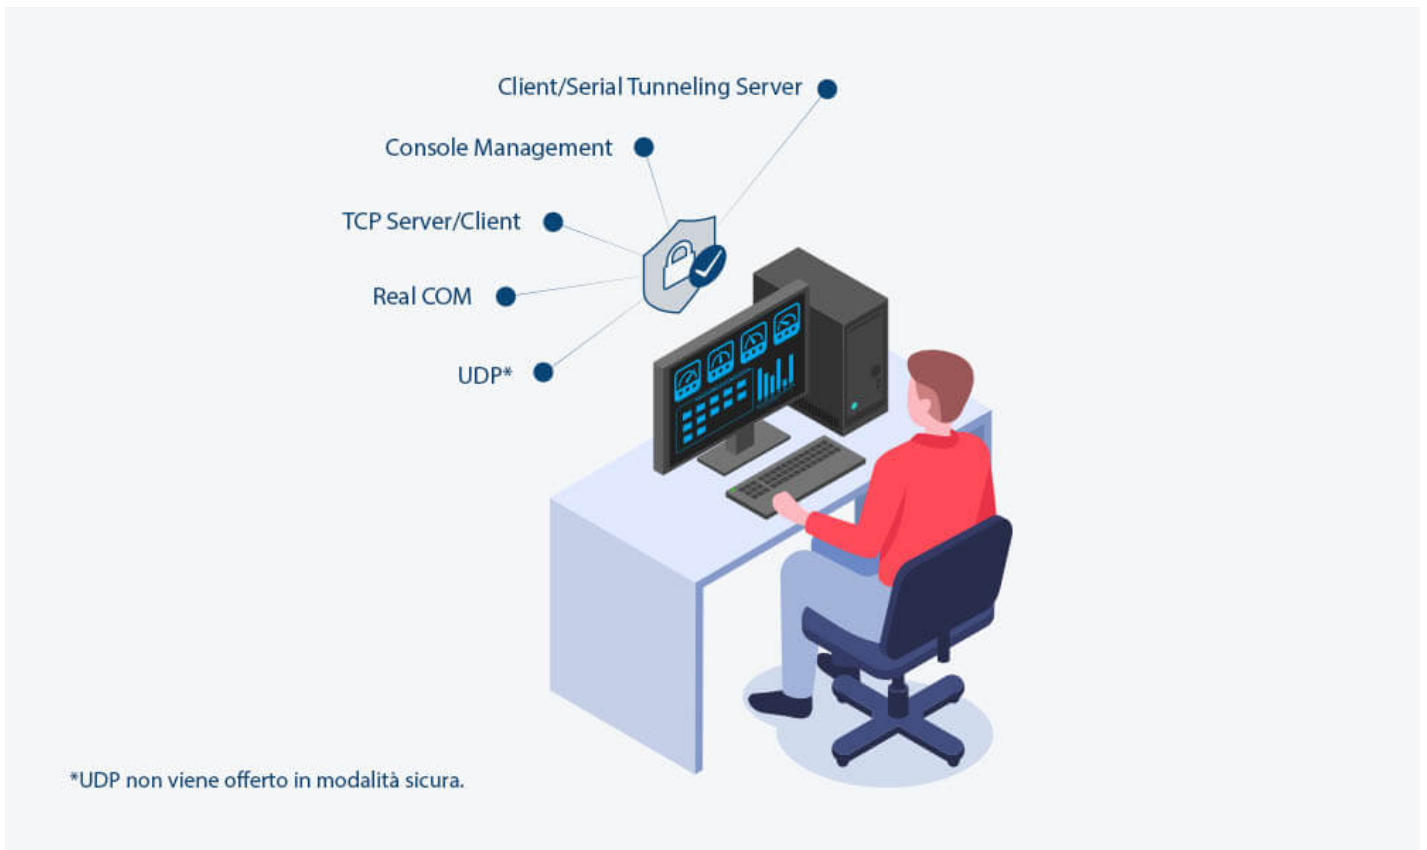 Client/Serial Tunneling Server
Console Management
TCP Server/Client
Real COM
UDP*
*UDP non viene offerto in modalità sicura.